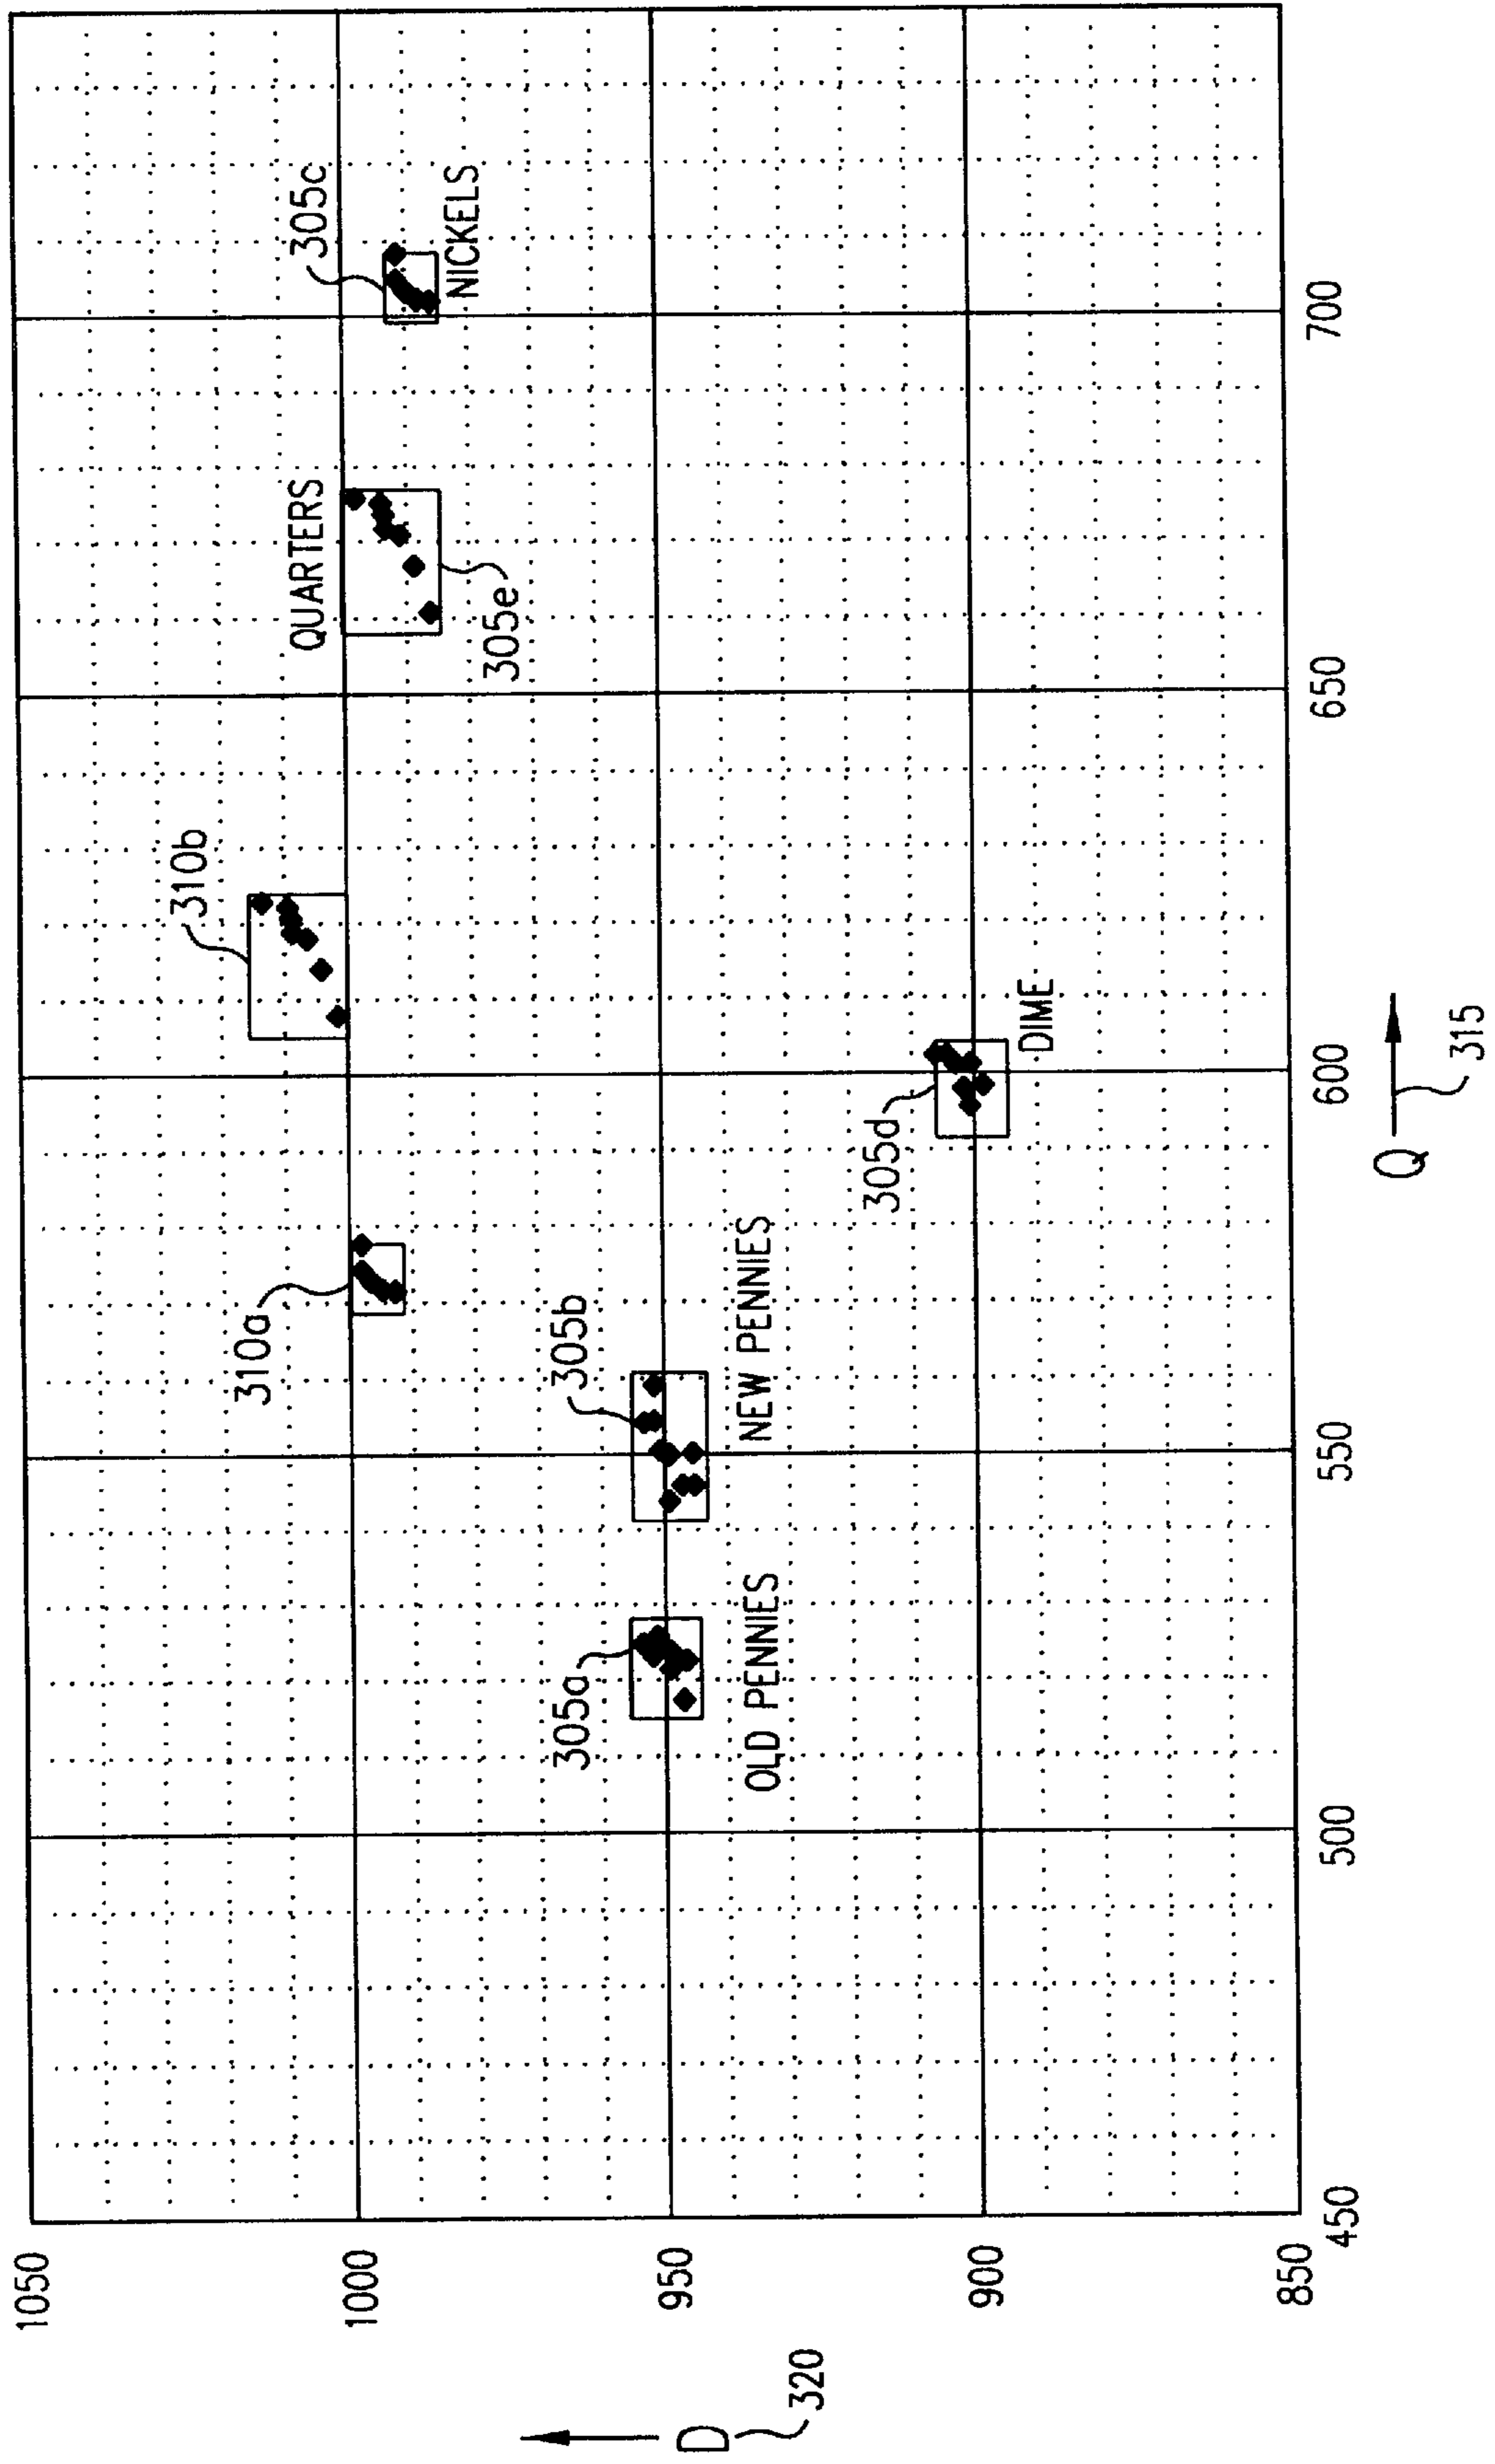 1050
1000
950
900
850
D
320
450
500
550
600
650
700
Q
315
305a
OLD PENNIES
305b
NEW PENNIES
310a
305d
DIME
310b
QUARTERS
305e
305c
NICKELS